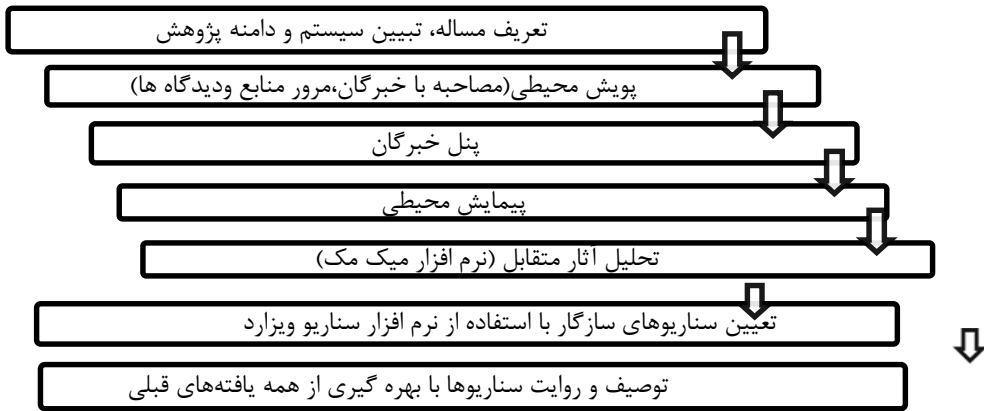 تعریف مساله، تبیین سیستم و دامنه پژوهش
پویش محیطی(مصاحبه با خبرگان،مرور منابع ودیدگاه ها)
پنل خبرگان
پیمایش محیطی
تحلیل آثار متقابل (نرم افزار میک مک)
تعیین سناریوهای سازگار با استفاده از نرم افزار سناریو ویزارد
توصیف و روایت سناریوها با بهره گیری از همه یافته‌های قبلی